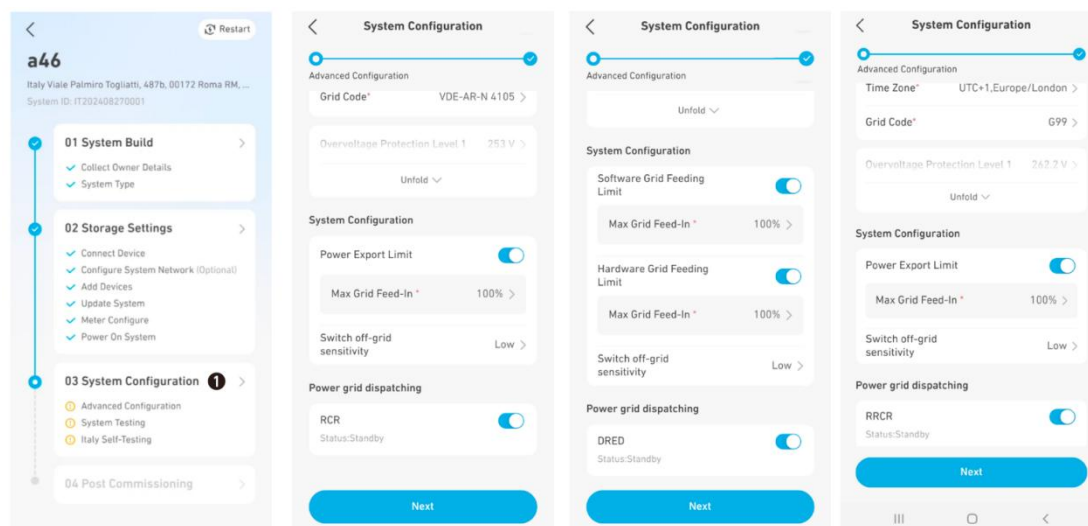 Restart
a46
Italy Viale Palmiro Togliatti, 487b, 00172 Roma RM, ...
System ID: IT202408270001
01 System Build
Collect Owner Details
System Type
02 Storage Settings
Connect Device
Configure System Network (Optional)
Add Devices
Update System
Meter Configure
Power On System
03 System Configuration 1
Advanced Configuration
System Testing
Italy Self-Testing
04 Post Commissioning
System Configuration
Advanced Configuration
Grid Code* VDE-AR-N 4105
Overvoltage Protection Level 1 253 V
Unfold
System Configuration
Power Export Limit
Max Grid Feed-In * 100%
Switch off-grid
sensitivity
Low
Power grid dispatching
RCR
Status:Standby
Next
System Configuration
Advanced Configuration
Unfold
System Configuration
Software Grid Feeding
Limit
Max Grid Feed-In * 100%
Hardware Grid Feeding
Limit
Max Grid Feed-In * 100%
Switch off-grid
sensitivity
Low
Power grid dispatching
DRED
Status:Standby
Next
System Configuration
Advanced Configuration
Time Zone* UTC+1,Europe/London
Grid Code* G99
Overvoltage Protection Level 1 262.2 V
Unfold
System Configuration
Power Export Limit
Max Grid Feed-In * 100%
Switch off-grid
sensitivity
Low
Power grid dispatching
RRCR
Status:Standby
Next